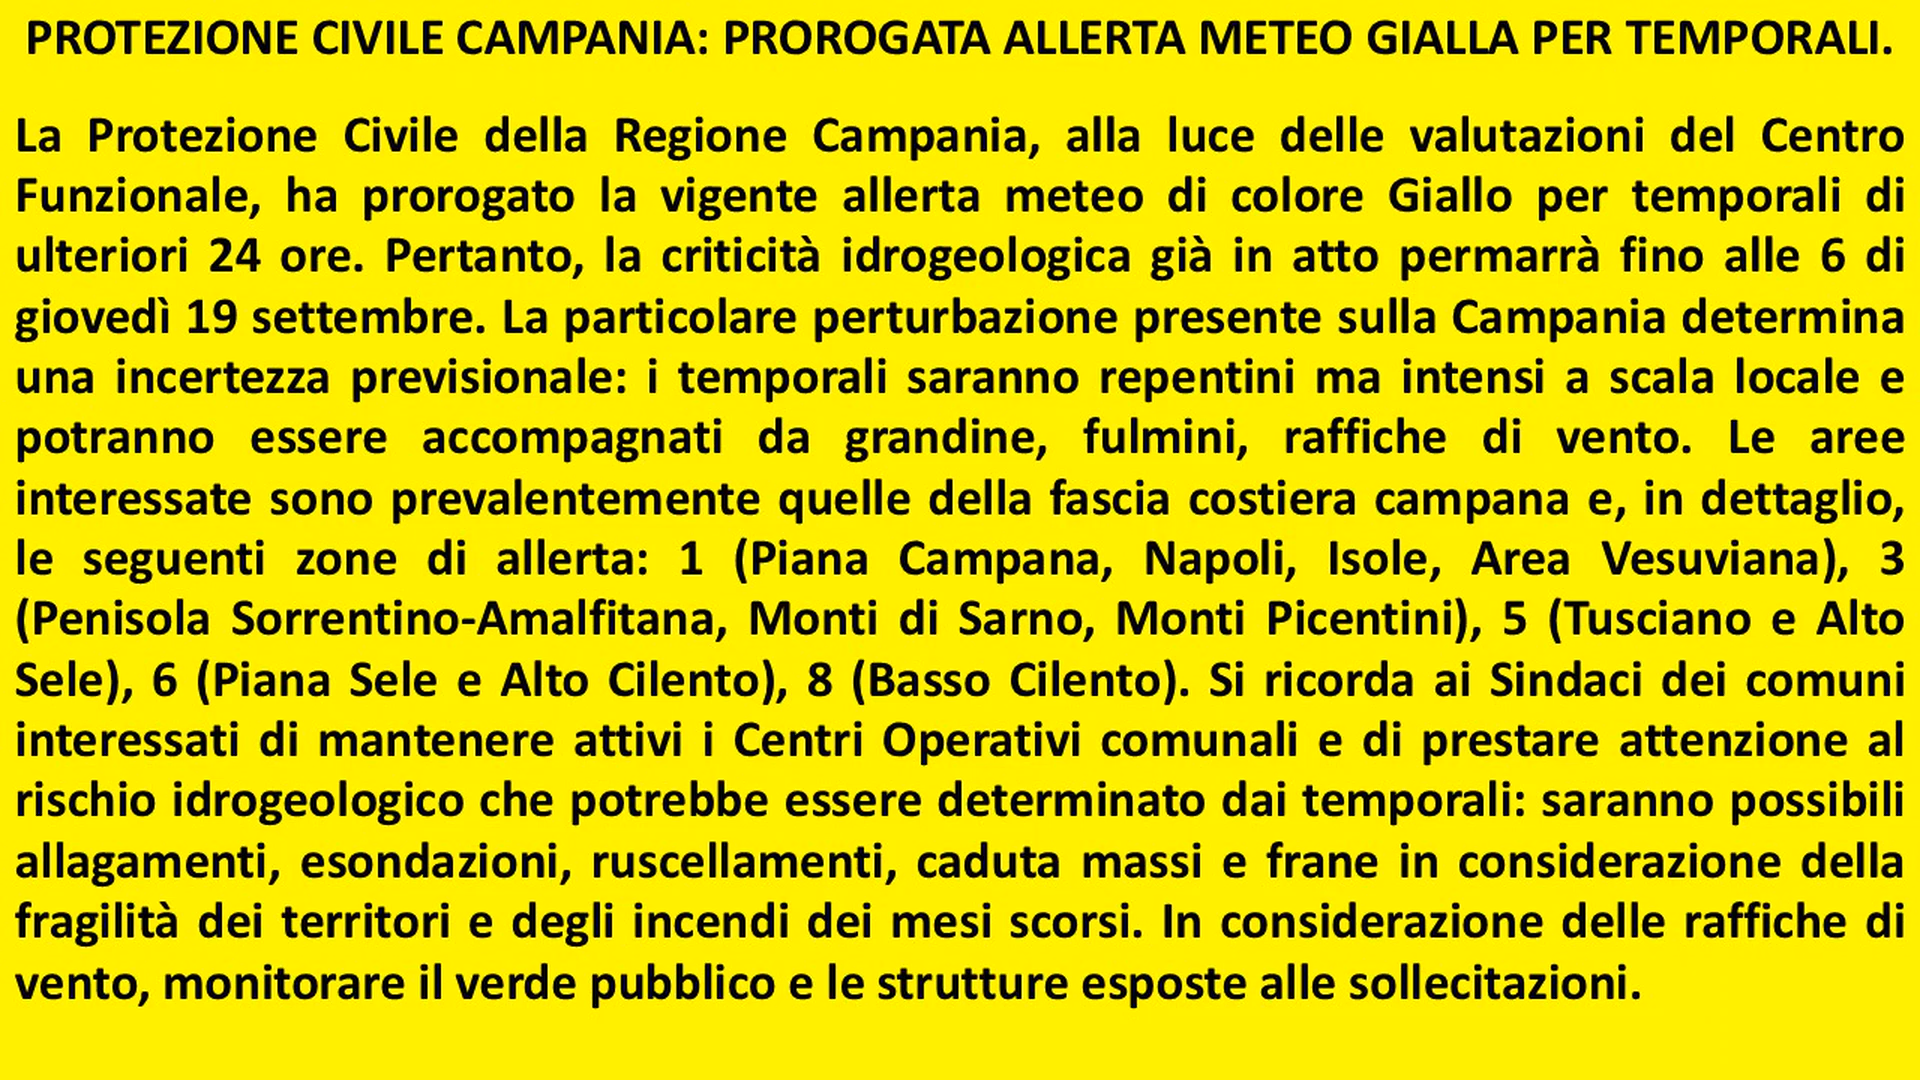 PROTEZIONE CIVILE CAMPANIA: PROROGATA ALLERTA METEO GIALLA PER TEMPORALI.
La Protezione Civile della Regione Campania, alla luce delle valutazioni del Centro
Funzionale, ha prorogato la vigente allerta meteo di colore Giallo per temporali di
ulteriori 24 ore. Pertanto, la criticità idrogeologica già in atto permarrà fino alle 6 di
giovedì 19 settembre. La particolare perturbazione presente sulla Campania determina
una incertezza previsionale: i temporali saranno repentini ma intensi a scala locale e
potranno essere accompagnati da grandine, fulmini, raffiche di vento. Le aree
interessate sono prevalentemente quelle della fascia costiera campana e, in dettaglio,
le seguenti zone di allerta: 1 (Piana Campana, Napoli, Isole, Area Vesuviana), 3
(Penisola Sorrentino-Amalfitana, Monti di Sarno, Monti Picentini), 5 (Tusciano e Alto
Sele), 6 (Piana Sele e Alto Cilento), 8 (Basso Cilento). Si ricorda ai Sindaci dei comuni
interessati di mantenere attivi i Centri Operativi comunali e di prestare attenzione al
rischio idrogeologico che potrebbe essere determinato dai temporali: saranno possibili
allagamenti, esondazioni, ruscellamenti, caduta massi e frane in considerazione della
fragilità dei territori e degli incendi dei mesi scorsi. In considerazione delle raffiche di
vento, monitorare il verde pubblico e le strutture esposte alle sollecitazioni.